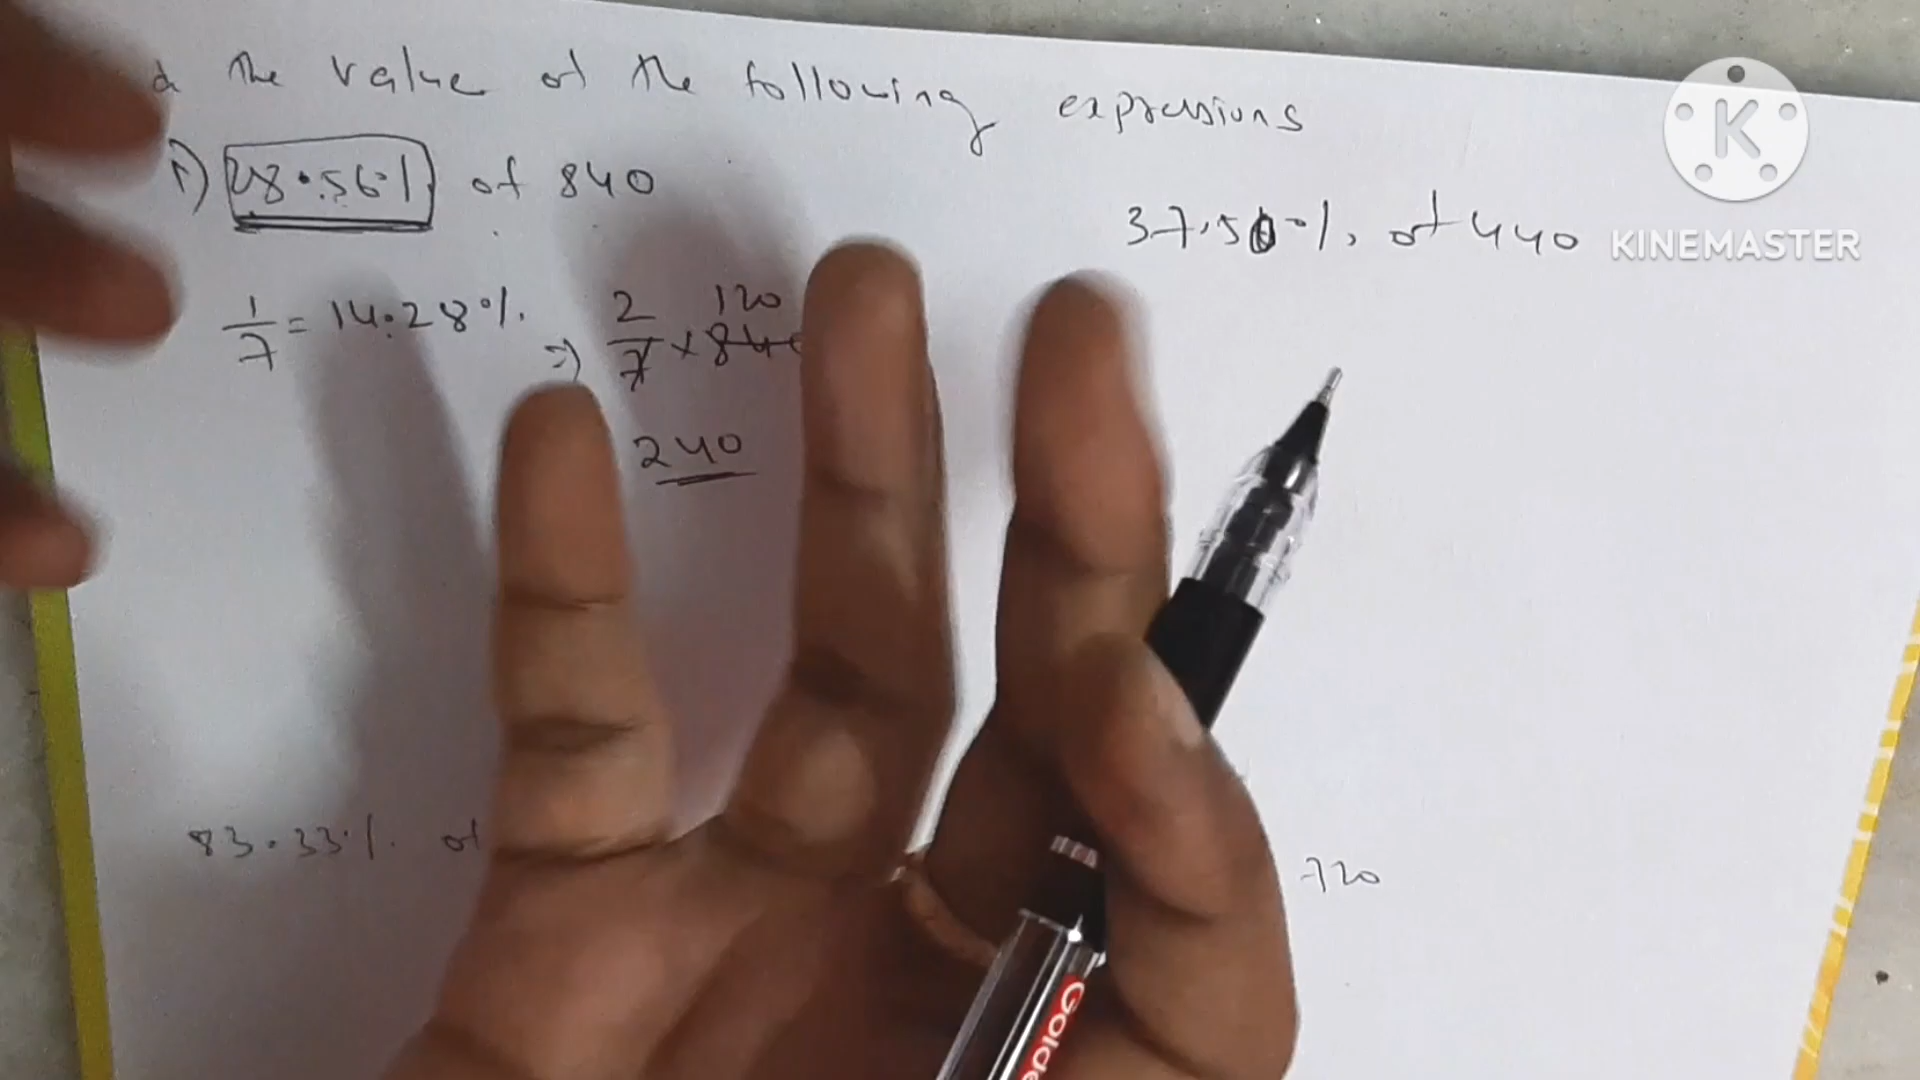 the value of the following expressions
i) 28.56% of 840
37.50% of 440
KINEMASTER
1/7 = 14.28%
⇒ 2/7 × 840
120
240
83.33% of
720
Golde